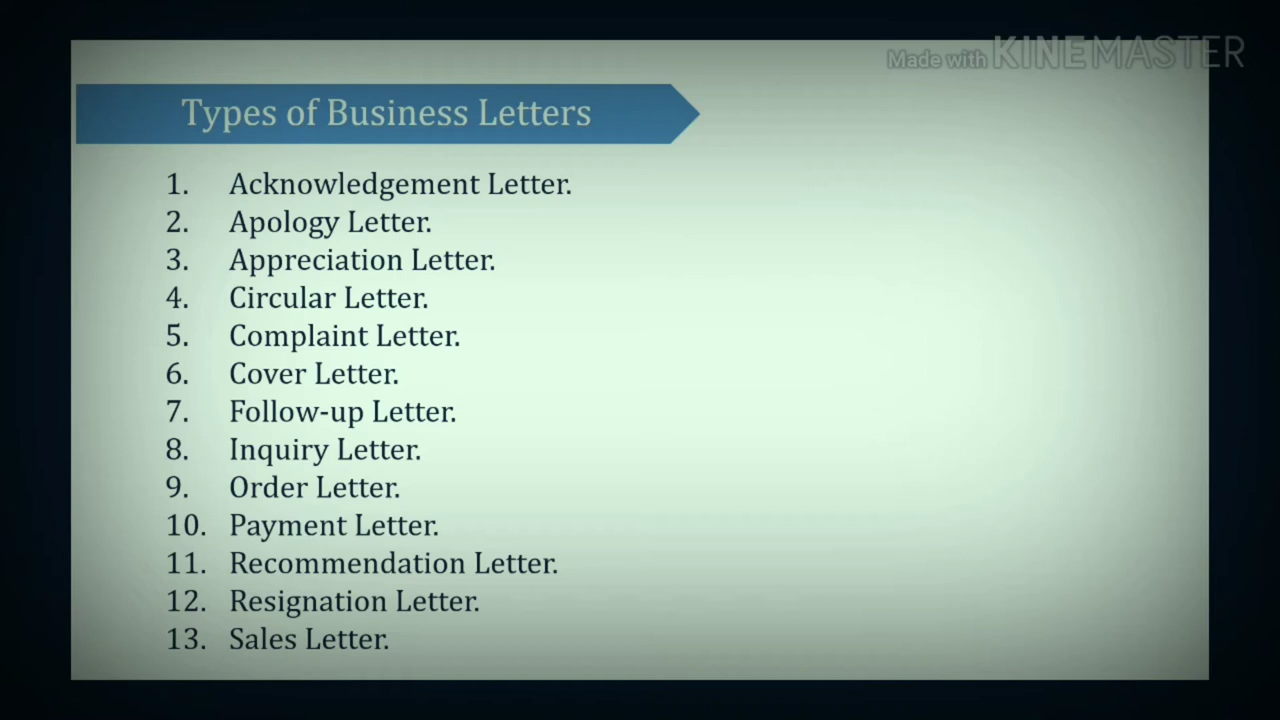 Made with KINEMASTER
Types of Business Letters
1. Acknowledgement Letter.
2. Apology Letter.
3. Appreciation Letter.
4. Circular Letter.
5. Complaint Letter.
6. Cover Letter.
7. Follow-up Letter.
8. Inquiry Letter.
9. Order Letter.
10. Payment Letter.
11. Recommendation Letter.
12. Resignation Letter.
13. Sales Letter.